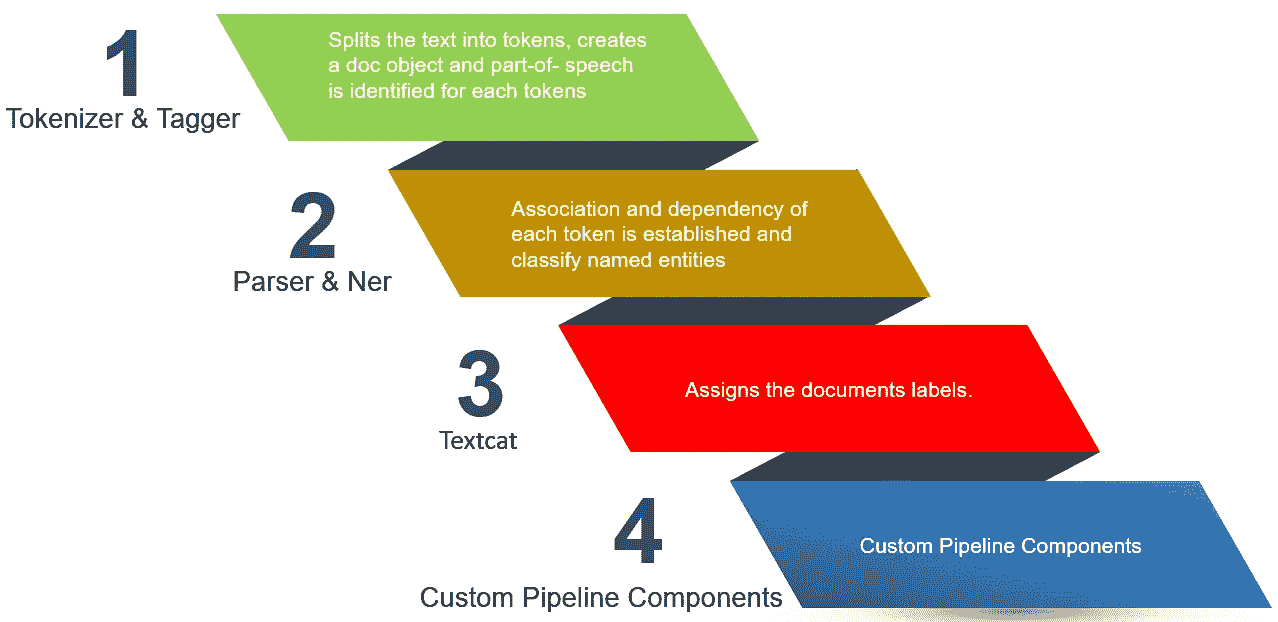 1
Tokenizer & Tagger
Splits the text into tokens, creates
a doc object and part-of- speech
is identified for each tokens
2
Parser & Ner
Association and dependency of
each token is established and
classify named entities
3
Textcat
Assigns the documents labels.
4
Custom Pipeline Components
Custom Pipeline Components